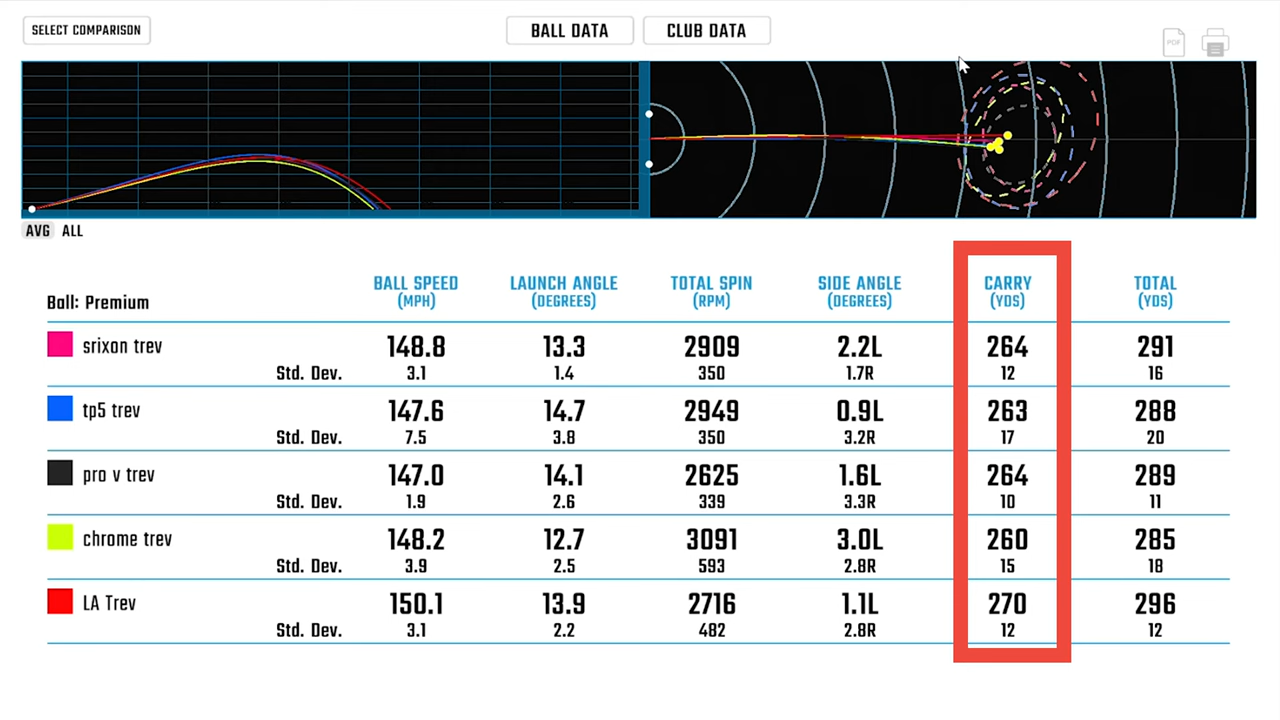 SELECT COMPARISON
BALL DATA
CLUB DATA
PDF
AVG ALL
Ball: Premium
BALL SPEED (MPH)
LAUNCH ANGLE (DEGREES)
TOTAL SPIN (RPM)
SIDE ANGLE (DEGREES)
CARRY (YDS)
TOTAL (YDS)
srixon trev 148.8 13.3 2909 2.2L 264 291
Std. Dev. 3.1 1.4 350 1.7R 12 16
tp5 trev 147.6 14.7 2949 0.9L 263 288
Std. Dev. 7.5 3.8 350 3.2R 17 20
pro v trev 147.0 14.1 2625 1.6L 264 289
Std. Dev. 1.9 2.6 339 3.3R 10 11
chrome trev 148.2 12.7 3091 3.0L 260 285
Std. Dev. 3.9 2.5 593 2.8R 15 18
LA Trev 150.1 13.9 2716 1.1L 270 296
Std. Dev. 3.1 2.2 482 2.8R 12 12